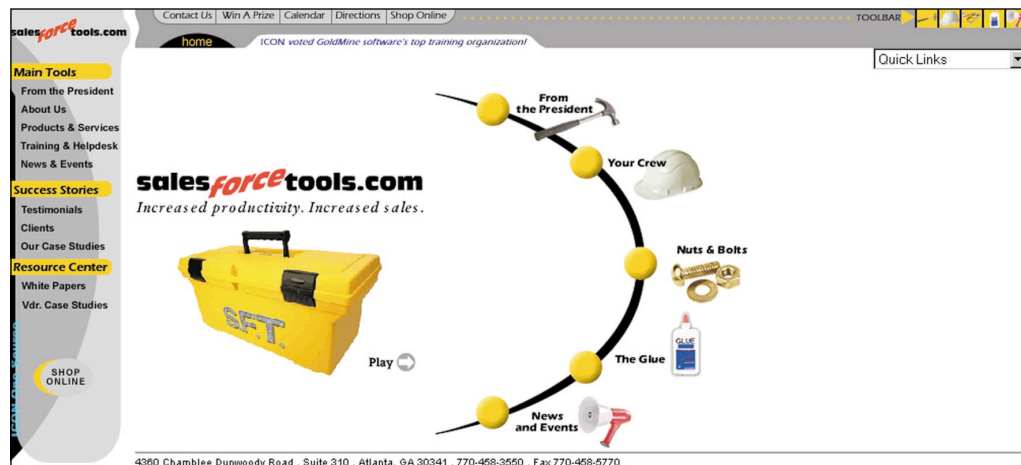 Contact Us | Win A Prize | Calendar | Directions | Shop Online
TOOLBAR
salesforcetools.com
home
ICON voted GoldMine software's top training organization!
Quick Links
Main Tools
From the President
About Us
Products & Services
Training & Helpdesk
News & Events
Success Stories
Testimonials
Clients
Our Case Studies
Resource Center
White Papers
Vdr. Case Studies
SHOP
ONLINE
ICON One Source
salesforcetools.com
Increased productivity. Increased sales.
S.F.T.
Play
From
the President
Your Crew
Nuts & Bolts
GLUE
The Glue
News
and Events
4360 Chamblee Dunwoody Road . Suite 310 . Atlanta, GA 30341 . 770-458-3550 . Fax 770-458-5770